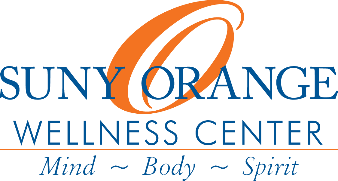 SUNY ORANGE
WELLNESS CENTER
Mind ~ Body ~ Spirit